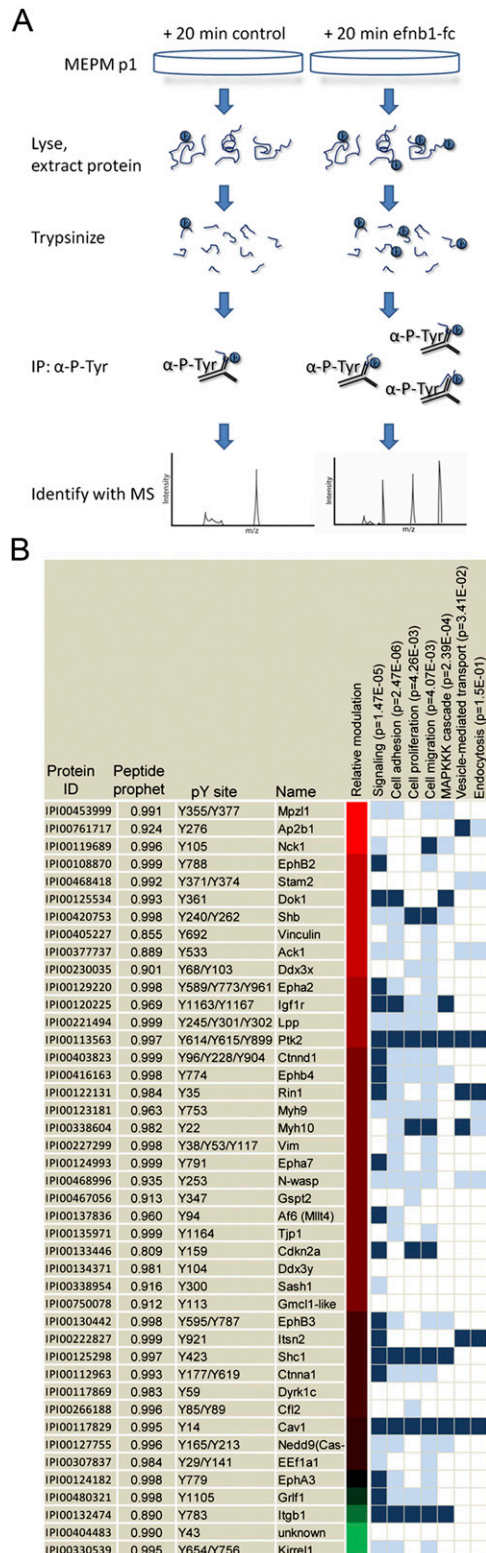 A
+ 20 min control + 20 min efnb1-fc
MEPM p1
Lyse,
extract protein
Trypsinize
IP: α-P-Tyr
α-P-Tyr
α-P-Tyr
α-P-Tyr
α-P-Tyr
Identify with MS
Intensity
m/z
Intensity
m/z
B
Relative modulation
Signaling (p=1.47E-05)
Cell adhesion (p=2.47E-06)
Cell proliferation (p=4.26E-03)
Cell migration (p=4.07E-03)
MAPKKK cascade (p=2.39E-04)
Vesicle-mediated transport (p=3.41E-02)
Endocytosis (p=1.5E-01)
Protein ID Peptide prophet pY site Name
IPI00453999 0.991 Y355/Y377 Mpzl1
IPI00761717 0.924 Y276 Ap2b1
IPI00119689 0.996 Y105 Nck1
IPI00108870 0.999 Y788 EphB2
IPI00468418 0.992 Y371/Y374 Stam2
IPI00125534 0.993 Y361 Dok1
IPI00420753 0.998 Y240/Y262 Shb
IPI00405227 0.855 Y692 Vinculin
IPI00377737 0.889 Y533 Ack1
IPI00230035 0.901 Y68/Y103 Ddx3x
IPI00129220 0.998 Y589/Y773/Y961 Epha2
IPI00120225 0.969 Y1163/Y1167 Igf1r
IPI00221494 0.999 Y245/Y301/Y302 Lpp
IPI00113563 0.997 Y614/Y615/Y899 Ptk2
IPI00403823 0.999 Y96/Y228/Y904 Ctnnd1
IPI00416163 0.998 Y774 Ephb4
IPI00122131 0.984 Y35 Rin1
IPI00123181 0.963 Y753 Myh9
IPI00338604 0.982 Y22 Myh10
IPI00227299 0.998 Y38/Y53/Y117 Vim
IPI00124993 0.999 Y791 Epha7
IPI00468996 0.935 Y253 N-wasp
IPI00467056 0.913 Y347 Gspt2
IPI00137836 0.960 Y94 Af6 (Mllt4)
IPI00135971 0.999 Y1164 Tjp1
IPI00133446 0.809 Y159 Cdkn2a
IPI00134371 0.981 Y104 Ddx3y
IPI00338954 0.916 Y300 Sash1
IPI00750078 0.912 Y113 Gmcl1-like
IPI00130442 0.998 Y595/Y787 EphB3
IPI00222827 0.999 Y921 Itsn2
IPI00125298 0.997 Y423 Shc1
IPI00112963 0.993 Y177/Y619 Ctnna1
IPI00117869 0.983 Y59 Dyrk1c
IPI00266188 0.996 Y85/Y89 Cfl2
IPI00117829 0.995 Y14 Cav1
IPI00127755 0.996 Y165/Y213 Nedd9(Cas-
IPI00307837 0.984 Y29/Y141 EEf1a1
IPI00124182 0.998 Y779 EphA3
IPI00480321 0.998 Y1105 Grlf1
IPI00132474 0.890 Y783 Itgb1
IPI00404483 0.990 Y43 unknown
IPI00330539 0.995 Y654/Y756 Kirrel1